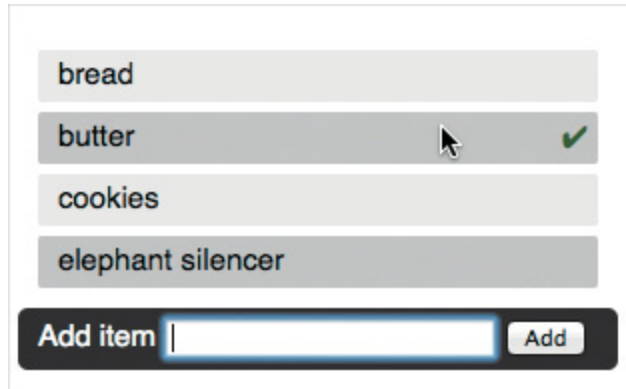 bread
butter ✔
cookies
elephant silencer
Add item Add